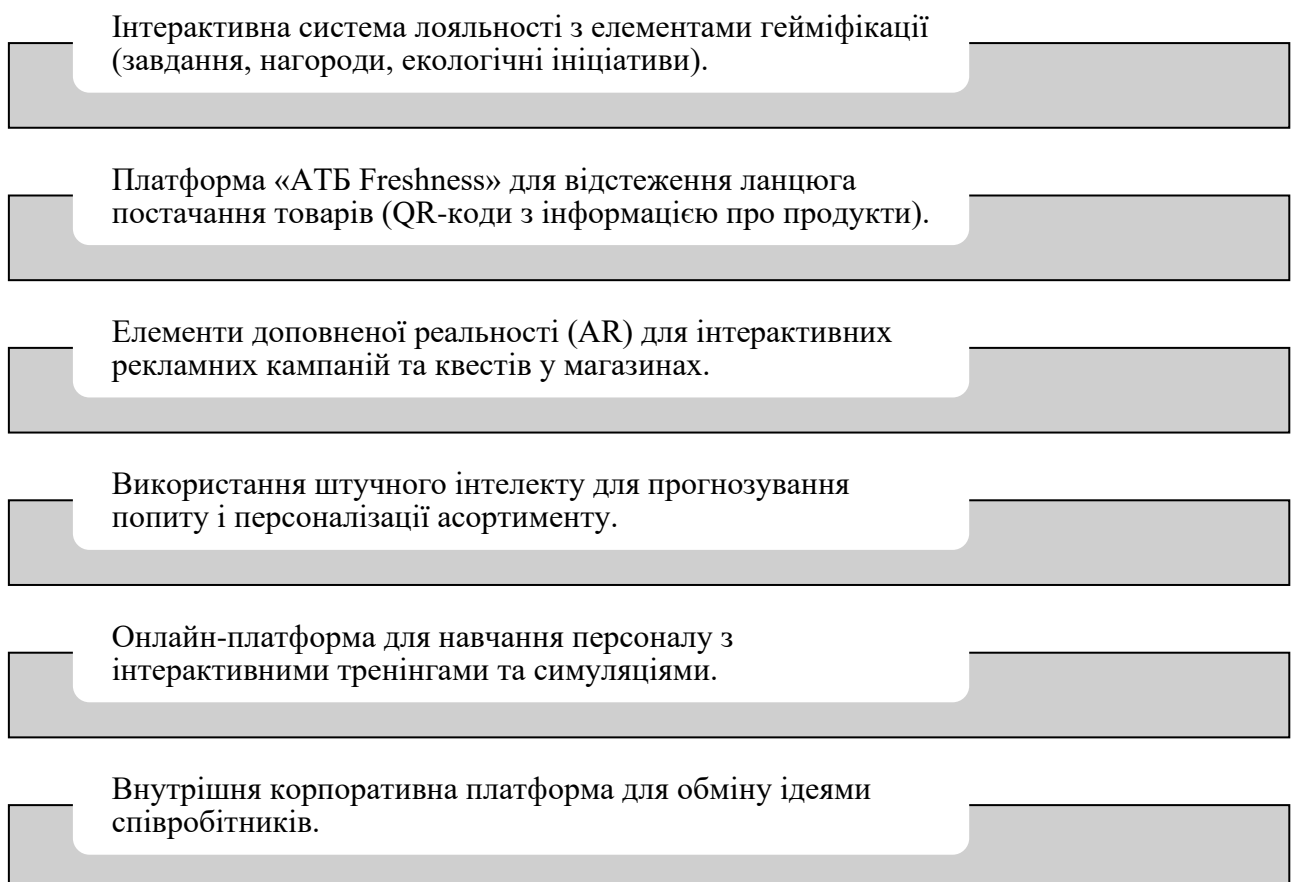 Інтерактивна система лояльності з елементами гейміфікації
(завдання, нагороди, екологічні ініціативи).
Платформа «АТБ Freshness» для відстеження ланцюга
постачання товарів (QR-коди з інформацією про продукти).
Елементи доповненої реальності (AR) для інтерактивних
рекламних кампаній та квестів у магазинах.
Використання штучного інтелекту для прогнозування
попиту і персоналізації асортименту.
Онлайн-платформа для навчання персоналу з
інтерактивними тренінгами та симуляціями.
Внутрішня корпоративна платформа для обміну ідеями
співробітників.